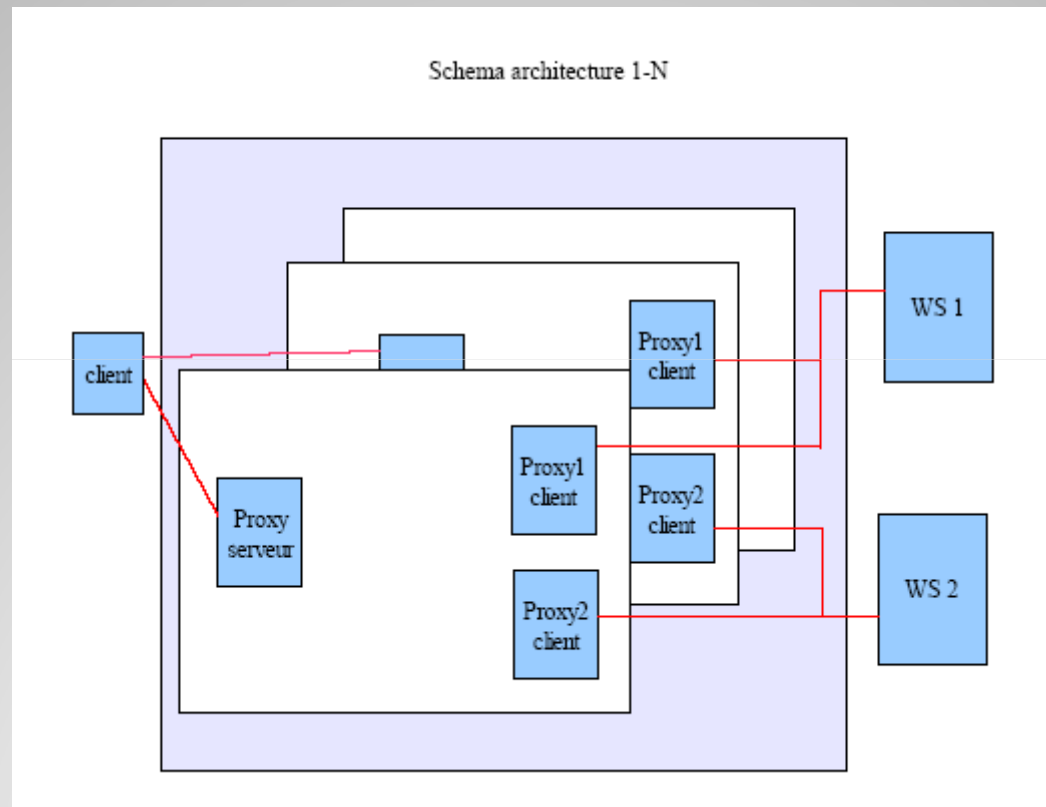 Schema architecture 1-N
client
Proxy1
client
WS 1
Proxy1
client
Proxy2
client
Proxy
serveur
Proxy2
client
WS 2